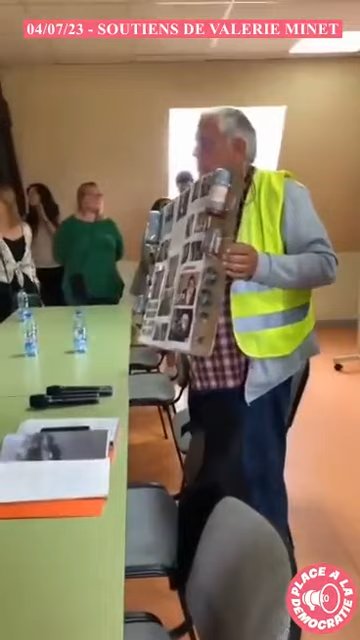 04/07/23 - SOUTIENS DE VALERIE MINET
PLACE A LA
DEMOCRATIE